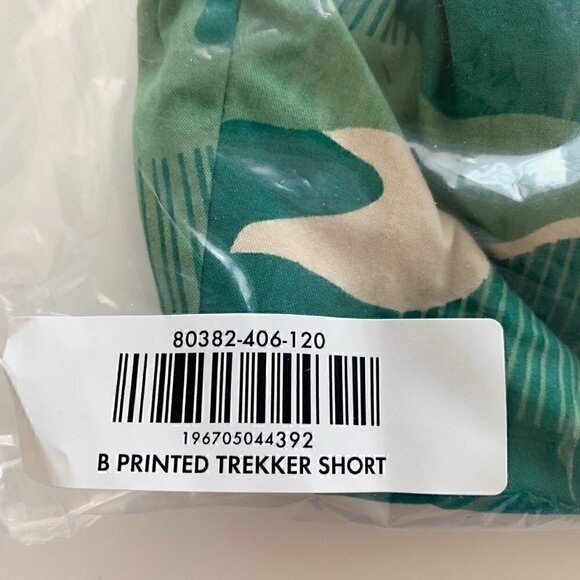 80382-406-120
196705044392
B PRINTED TREKKER SHORT